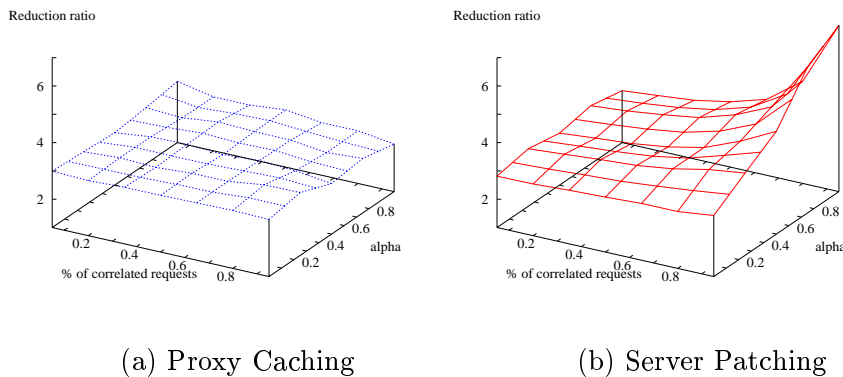 Reduction ratio
6
4
2
0.2
0.4
0.6
0.8
% of correlated requests
0.2
0.4
0.6
0.8
alpha
(a) Proxy Caching
Reduction ratio
6
4
2
0.2
0.4
0.6
0.8
% of correlated requests
0.2
0.4
0.6
0.8
alpha
(b) Server Patching